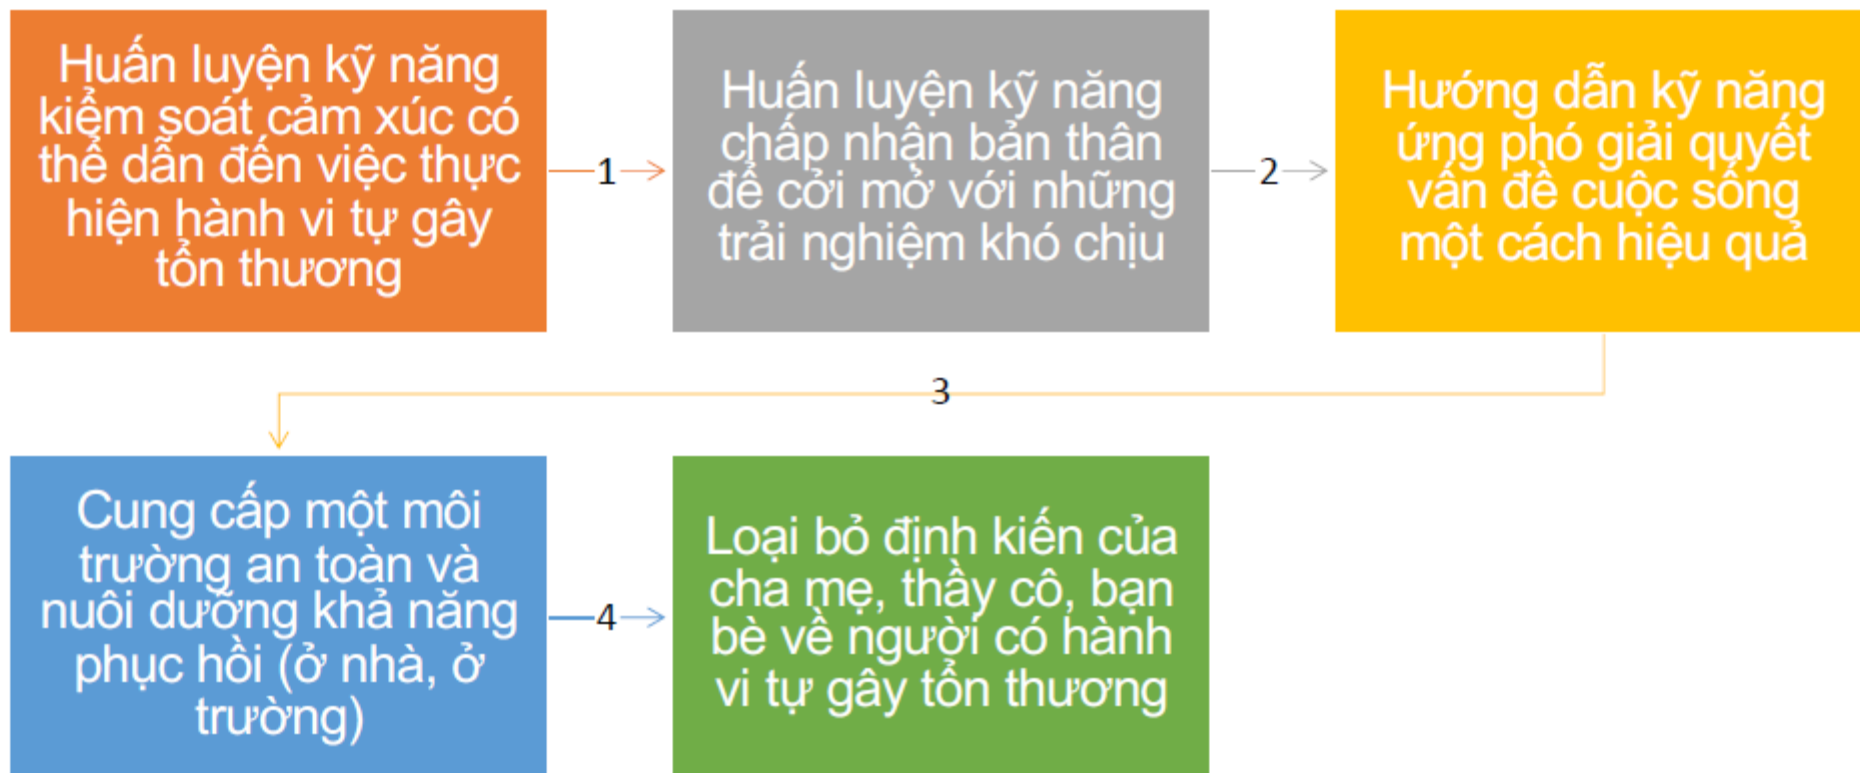 Huấn luyện kỹ năng
kiểm soát cảm xúc có
thể dẫn đến việc thực
hiện hành vi tự gây
tổn thương
1
Huấn luyện kỹ năng
chấp nhận bản thân
để cởi mở với những
trải nghiệm khó chịu
2
Hướng dẫn kỹ năng
ứng phó giải quyết
vấn đề cuộc sống
một cách hiệu quả
3
Cung cấp một môi
trường an toàn và
nuôi dưỡng khả năng
phục hồi (ở nhà, ở
trường)
4
Loại bỏ định kiến của
cha mẹ, thầy cô, bạn
bè về người có hành
vi tự gây tổn thương